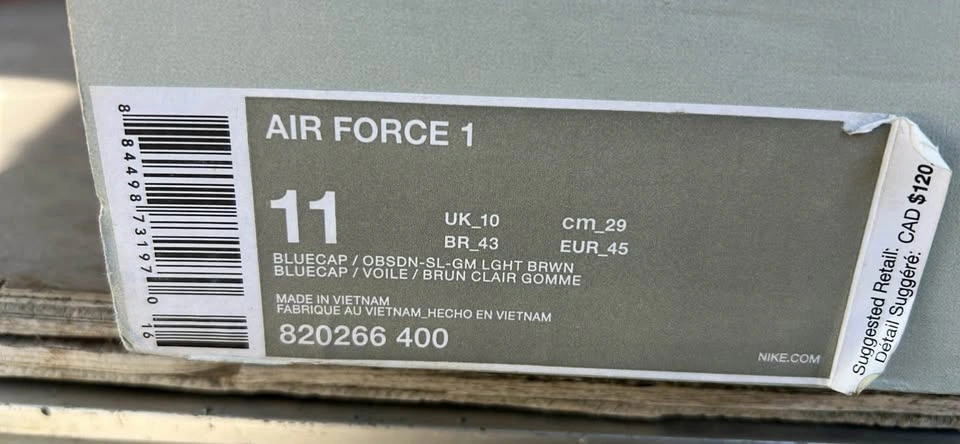 AIR FORCE 1
11
UK_10
cm_29
BR_43
EUR_45
BLUECAP / OBSDN-SL-GM LGHT BRWN
BLUECAP / VOILE / BRUN CLAIR GOMME
MADE IN VIETNAM
FABRIQUE AU VIETNAM_HECHO EN VIETNAM
820266 400
NIKE.COM
8 84498 73197 0
16
Suggested Retail:
Détail Suggéré: CAD $120